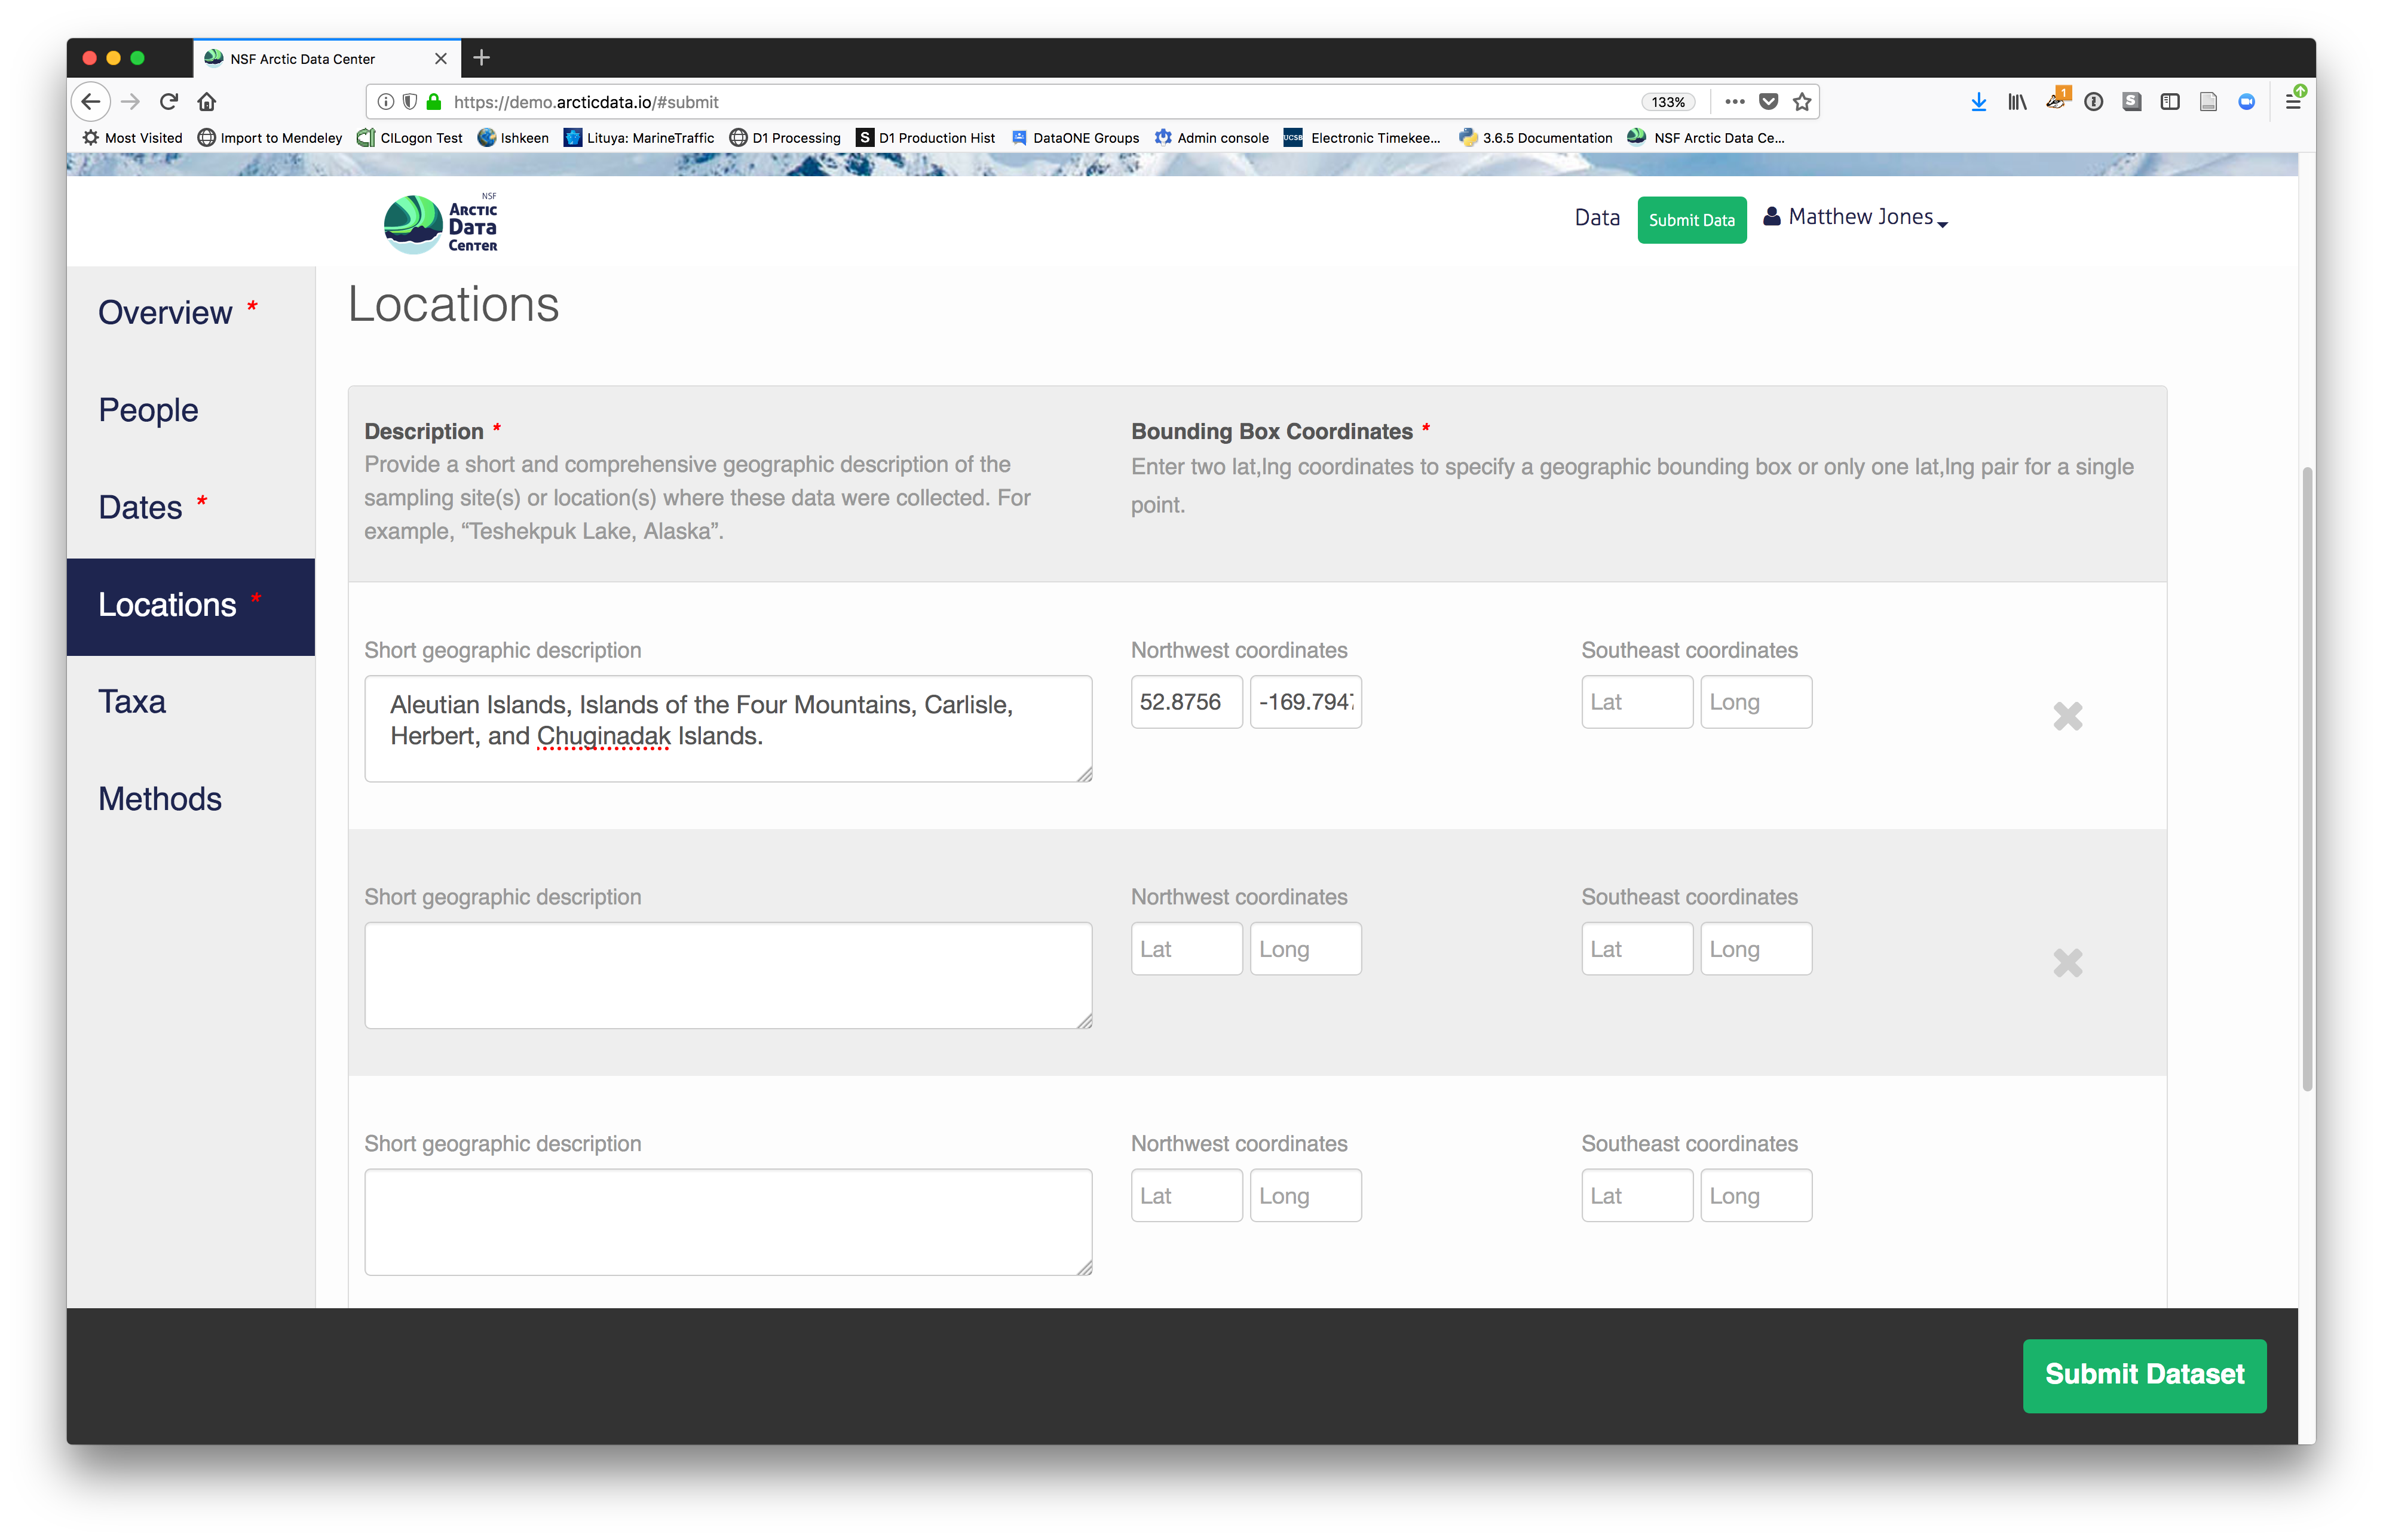 NSF Arctic Data Center
https://demo.arcticdata.io/#submit
133%
1
Most Visited
Import to Mendeley
CILogon Test
Ishkeen
Lituya: MarineTraffic
D1 Processing
S D1 Production Hist
DataONE Groups
Admin console
UCSB Electronic Timekee...
3.6.5 Documentation
NSF Arctic Data Ce...
NSF
Arctic
Data
Center
Data
Submit Data
Matthew Jones
Overview *
People
Dates *
Locations *
Taxa
Methods
Locations
Description *
Provide a short and comprehensive geographic description of the
sampling site(s) or location(s) where these data were collected. For
example, “Teshekpuk Lake, Alaska”.
Bounding Box Coordinates *
Enter two lat,lng coordinates to specify a geographic bounding box or only one lat,lng pair for a single
point.
Short geographic description
Northwest coordinates
Southeast coordinates
Aleutian Islands, Islands of the Four Mountains, Carlisle,
Herbert, and Chuginadak Islands.
52.8756
-169.7947
Lat
Long
Short geographic description
Northwest coordinates
Southeast coordinates
Lat
Long
Lat
Long
Short geographic description
Northwest coordinates
Southeast coordinates
Lat
Long
Lat
Long
Submit Dataset